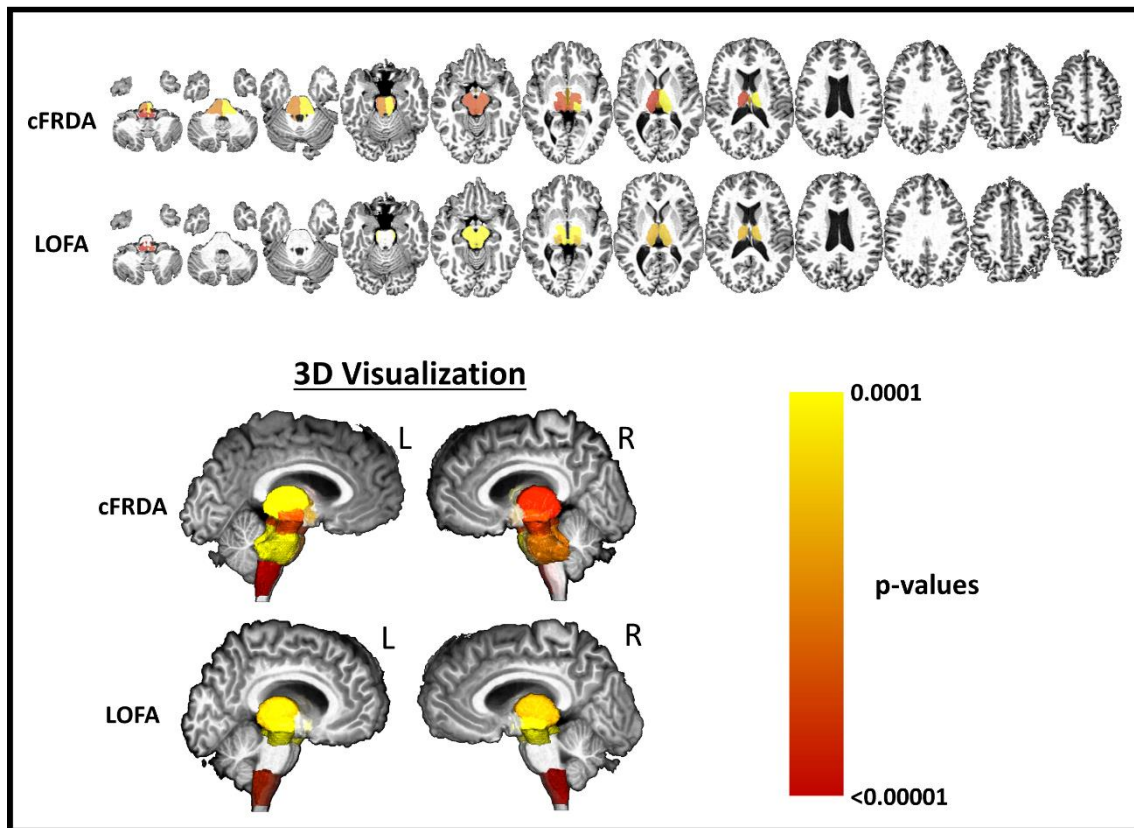 cFRDA
LOFA
3D Visualization
L
R
cFRDA
L
R
LOFA
0.0001
p-values
<0.00001